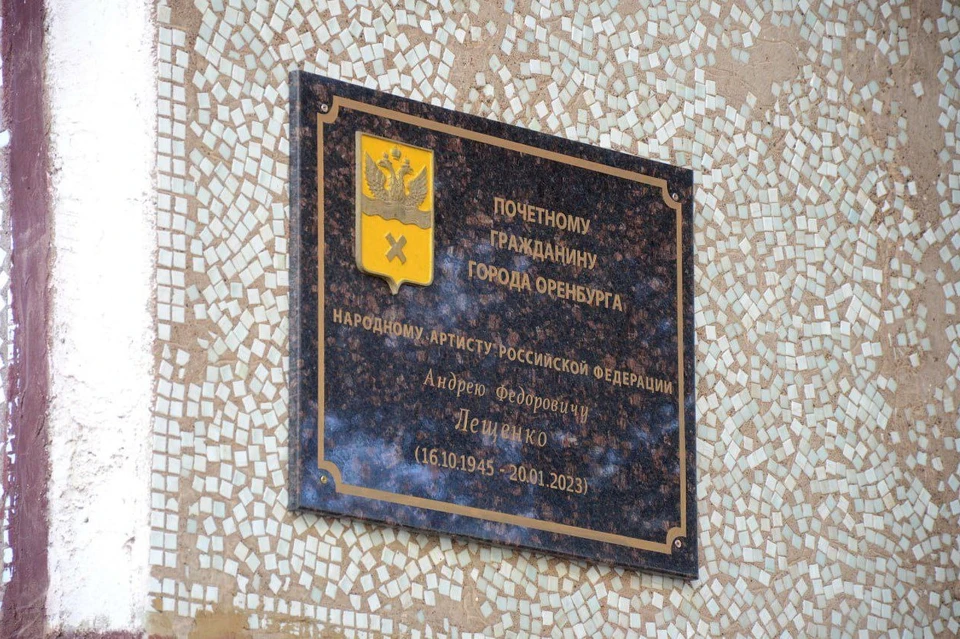 ПОЧЕТНОМУ
ГРАЖДАНИНУ
ГОРОДА ОРЕНБУРГА
НАРОДНОМУ АРТИСТУ РОССИЙСКОЙ ФЕДЕРАЦИИ
Андрею Федоровичу
Лещенко
(16.10.1945 - 20.01.2023)